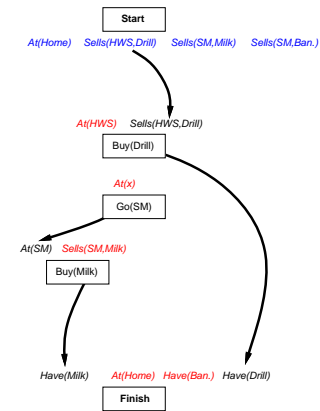 Start
At(Home) Sells(HWS,Drill) Sells(SM,Milk) Sells(SM,Ban.)
At(HWS) Sells(HWS,Drill)
Buy(Drill)
At(x)
Go(SM)
At(SM) Sells(SM,Milk)
Buy(Milk)
Have(Milk) At(Home) Have(Ban.) Have(Drill)
Finish